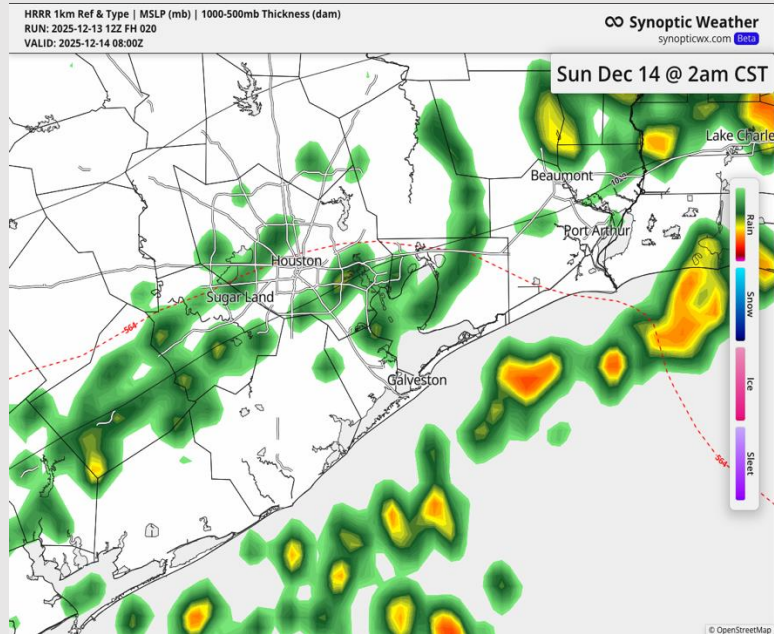 HRRR 1km Ref & Type | MSLP (mb) | 1000-500mb Thickness (dam)
RUN: 2025-12-13 12Z FH 020
VALID: 2025-12-14 08:00Z
Synoptic Weather
synopticwx.com Beta
Sun Dec 14 @ 2am CST
Lake Charle
Beaumont
Port Arthur
Houston
Sugar Land
Galveston
564
564
Rain
Snow
Ice
Sleet
© OpenStreetMap